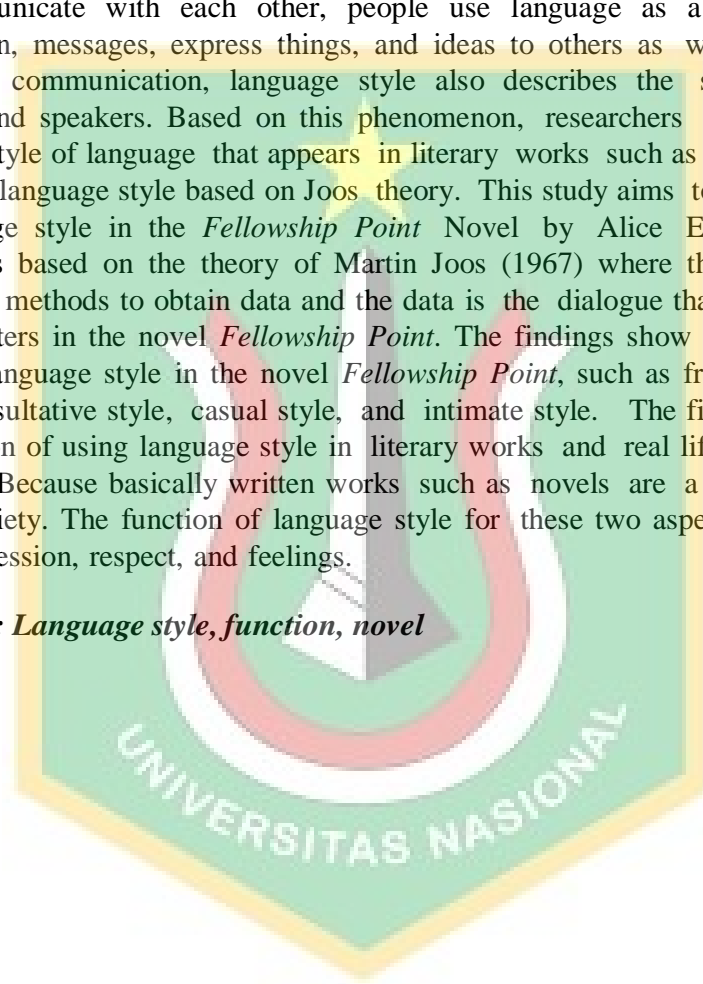 unicate with each other, people use language as a
n, messages, express things, and ideas to others as w
communication, language style also describes the s
nd speakers. Based on this phenomenon, researchers
tyle of language that appears in literary works such as
language style based on Joos theory. This study aims t
ge style in the Fellowship Point Novel by Alice E
s based on the theory of Martin Joos (1967) where th
methods to obtain data and the data is the dialogue tha
ters in the novel Fellowship Point. The findings show
anguage style in the novel Fellowship Point, such as fr
sultative style, casual style, and intimate style. The fi
n of using language style in literary works and real lif
Because basically written works such as novels are a
iety. The function of language style for these two aspe
ession, respect, and feelings.
: Language style, function, novel
UNIVERSITAS NASIONAL